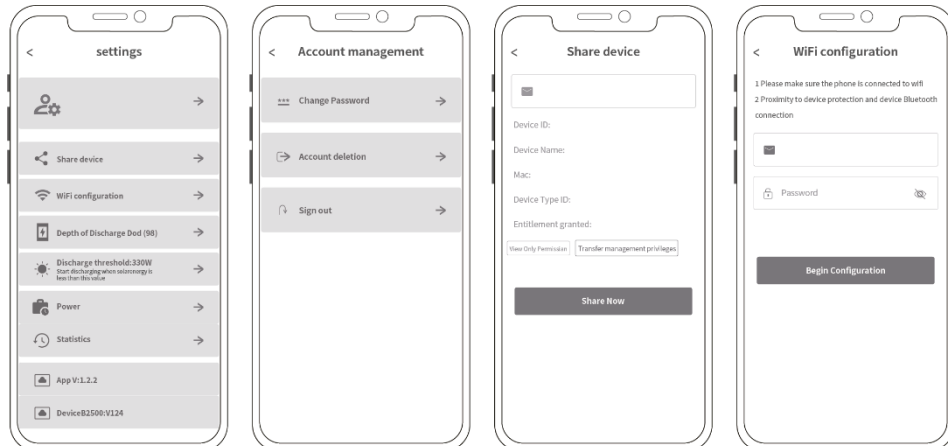 < settings
Share device
WiFi configuration
Depth of Discharge Dod (98)
Discharge threshold:330W
Start discharging when solarenergy is
less than this value
Power
Statistics
App V:1.2.2
DeviceB2500:V124
< Account management
*** Change Password
Account deletion
Sign out
< Share device
Device ID:
Device Name:
Mac:
Device Type ID:
Entitlement granted:
View Only Permission Transfer management privileges
Share Now
< WiFi configuration
1 Please make sure the phone is connected to wifi
2 Proximity to device protection and device Bluetooth
connection
Password
Begin Configuration